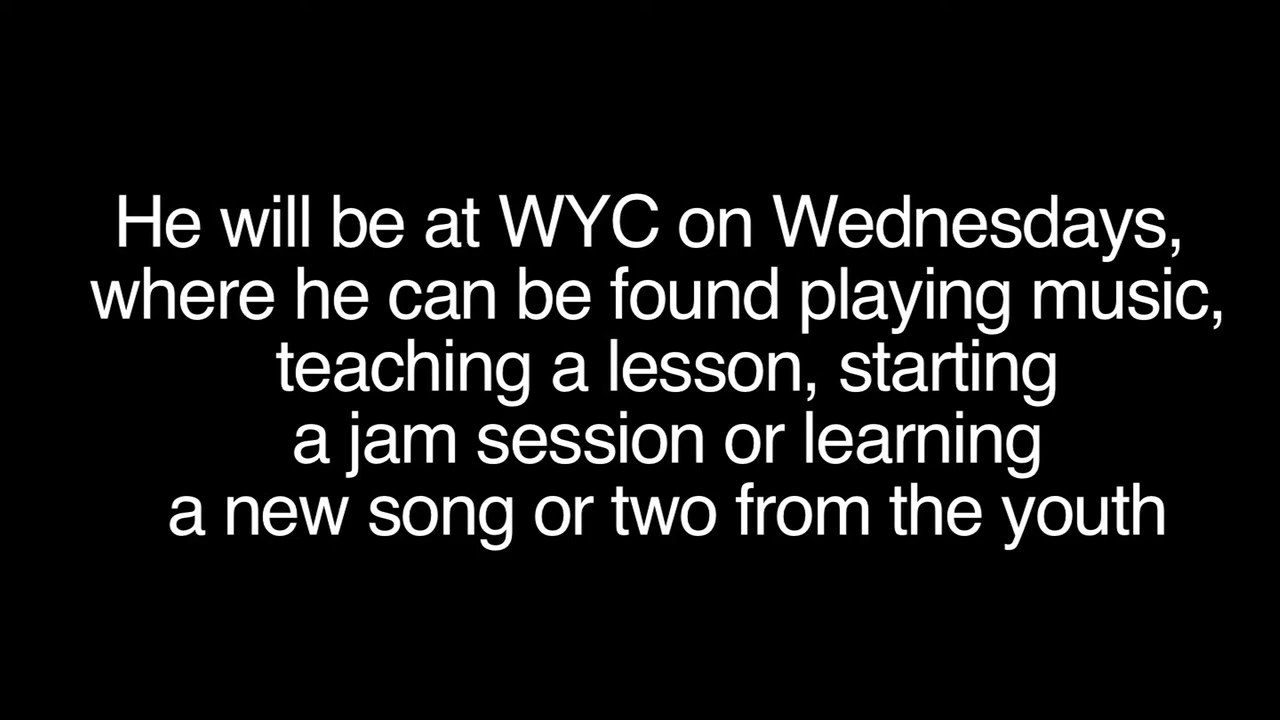 He will be at WYC on Wednesdays,
where he can be found playing music,
teaching a lesson, starting
a jam session or learning
a new song or two from the youth